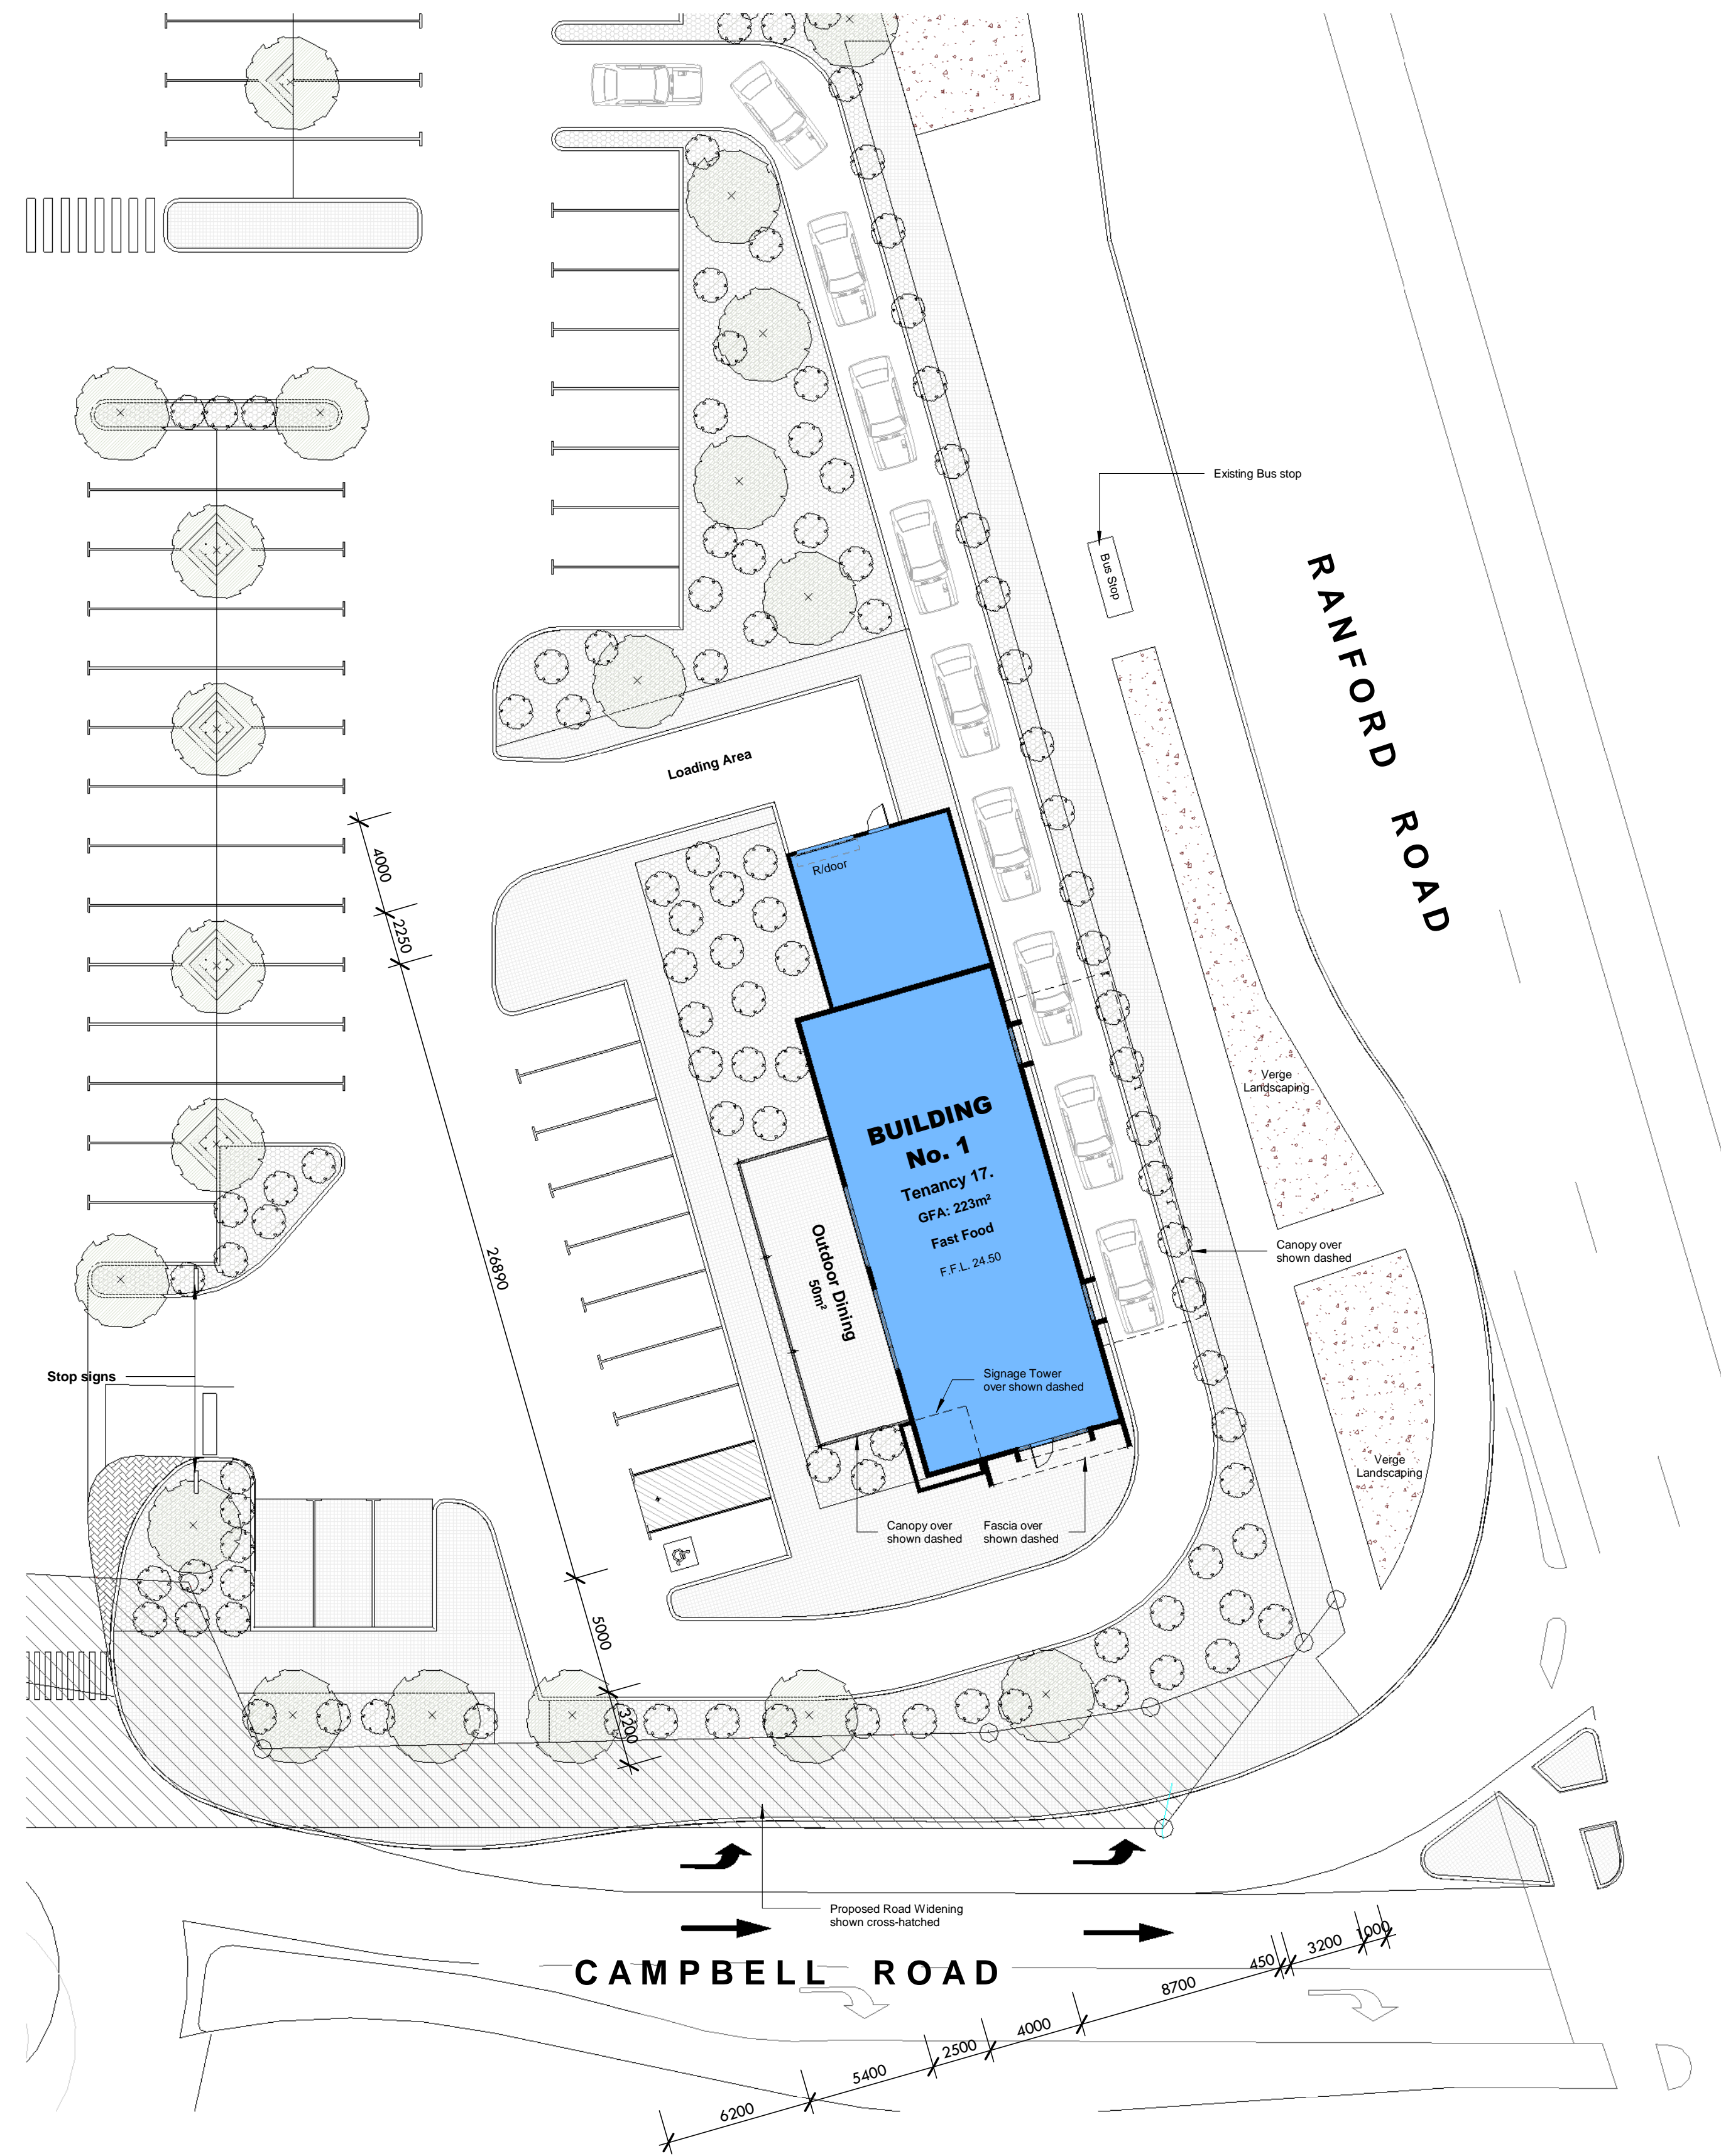 Existing Bus stop
Bus Stop
RANFORD ROAD
Loading Area
R/door
4000
2250
Verge
Landscaping
BUILDING
No. 1
Tenancy 17.
GFA: 223m²
Fast Food
F.F.L. 24.50
Outdoor Dining
50m²
26890
Canopy over
shown dashed
Stop signs
Signage Tower
over shown dashed
Verge
Landscaping
Canopy over
shown dashed
Fascia over
shown dashed
5000
3200
Proposed Road Widening
shown cross-hatched
CAMPBELL ROAD
6200
5400
2500
4000
8700
450
3200
1000